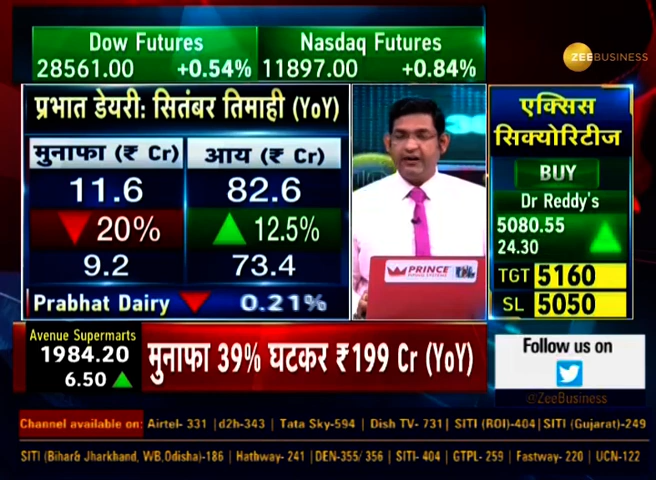 Dow Futures
28561.00 +0.54%
Nasdaq Futures
11897.00 +0.84%
ZEEBUSINESS
प्रभात डेयरी: सितंबर तिमाही (YoY)
मुनाफा (₹ Cr) आय (₹ Cr)
11.6 82.6
20% 12.5%
9.2 73.4
Prabhat Dairy 0.21%
PRINCE
एक्सिस
सिक्योरिटीज
BUY
Dr Reddy's
5080.55
24.30
TGT 5160
SL 5050
Avenue Supermarts
1984.20
6.50
मुनाफा 39% घटकर ₹199 Cr (YoY)
Follow us on
@ZeeBusiness
Channel available on: Airtel- 331 | d2h-343 | Tata Sky-594 | Dish TV- 731| SITI (ROI)-404| SITI (Gujarat)-249
SITI (Bihar& Jharkhand, WB,Odisha)-186 | Hathway- 241 |DEN-355/ 356 | SITI- 404 | GTPL- 259 | Fastway- 220 | UCN-122